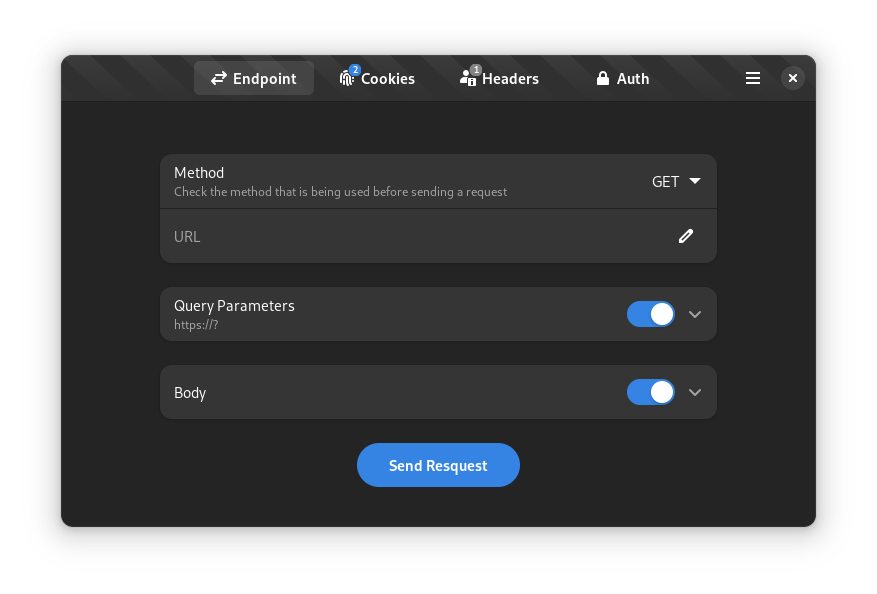 Endpoint
2
Cookies
1
Headers
Auth
Method
Check the method that is being used before sending a request
GET
URL
Query Parameters
https://?
Body
Send Resquest